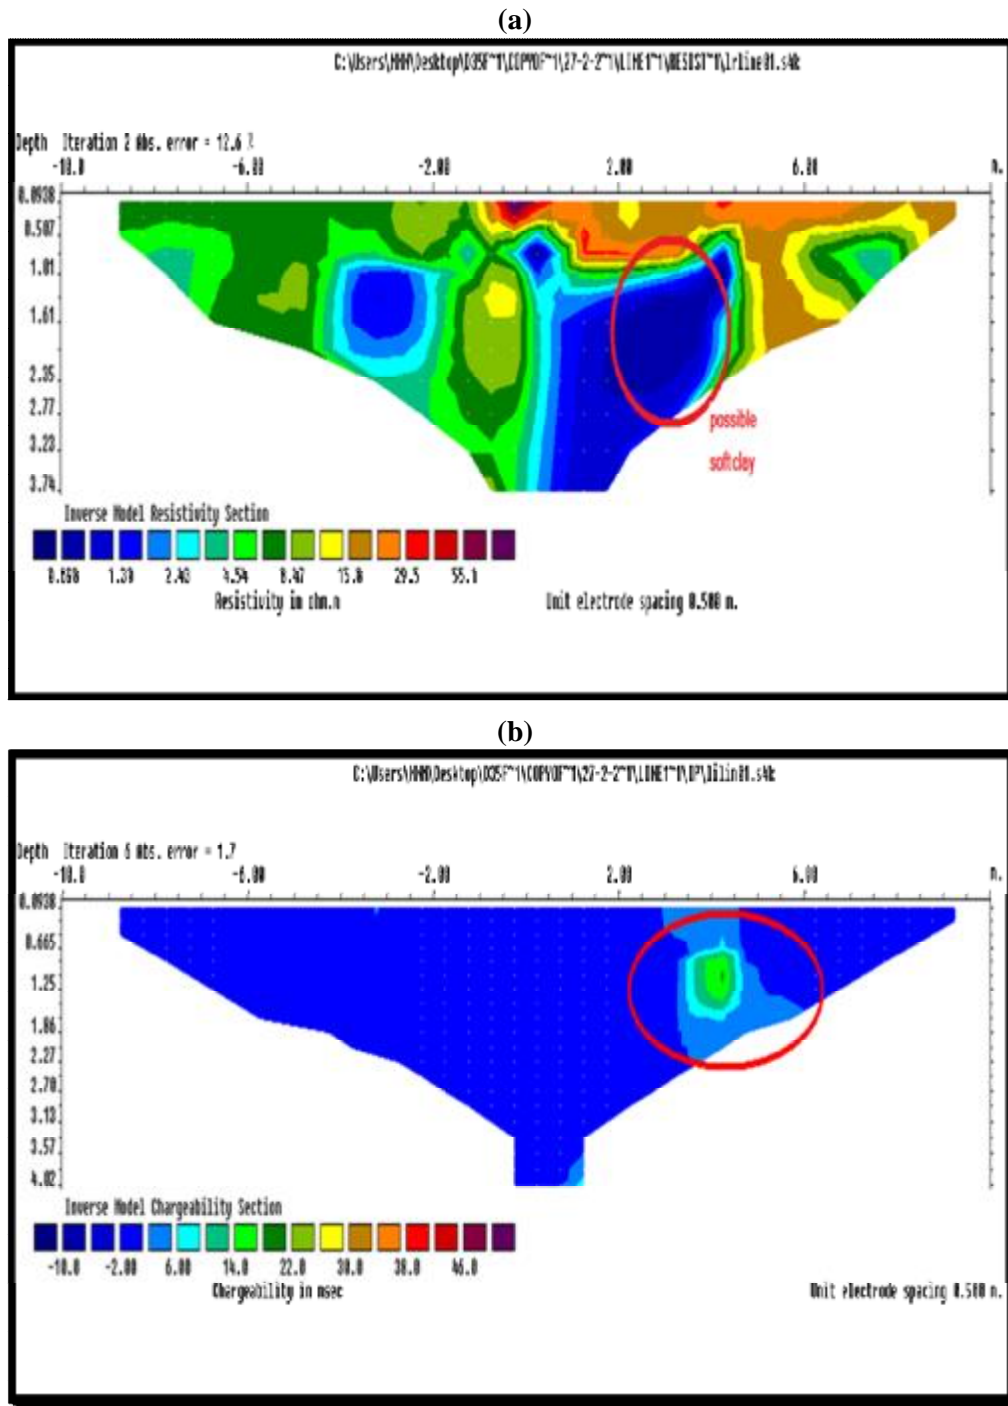 (a)
Depth Iteration 2 Abs. error = 12.6 %
-10.0 -6.00 -2.00 2.00 6.00 m.
0.0938
0.507
1.01
1.61
2.35
2.77
3.23
3.74
possible
soft clay
Inverse Model Resistivity Section
1.30 2.43 4.54 8.47 15.8 29.5 55.1
Resistivity in ohm.m Unit electrode spacing 0.500 m.
(b)
Depth Iteration 6 Abs. error = 1.7
-10.0 -6.00 -2.00 2.00 6.00 m.
0.0938
0.665
1.25
1.86
2.27
2.70
3.13
3.57
4.02
Inverse Model Chargeability Section
-10.0 -2.00 6.00 14.0 22.0 30.0 38.0 46.0
Chargeability in msec Unit electrode spacing 0.500 m.